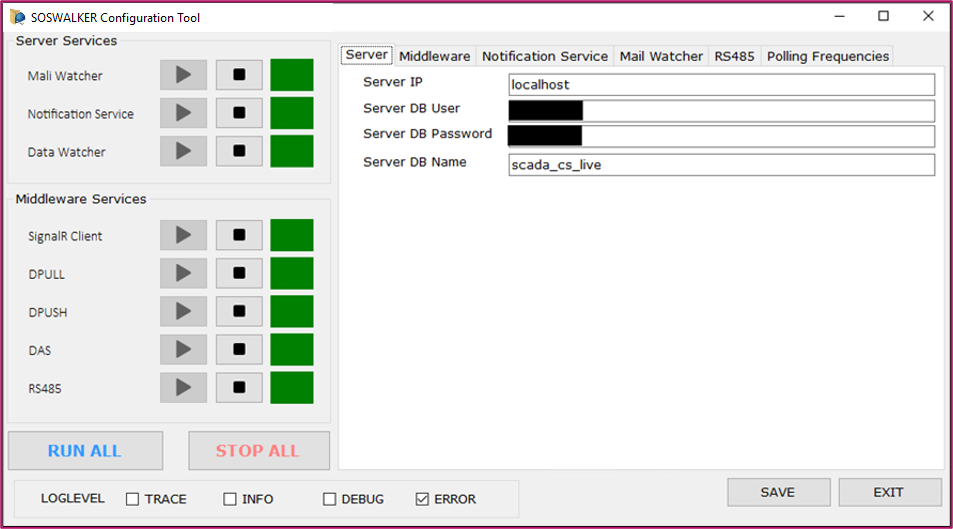 SOSWALKER Configuration Tool
Server Services
Mali Watcher
Notification Service
Data Watcher
Middleware Services
SignalR Client
DPULL
DPUSH
DAS
RS485
RUN ALL STOP ALL
LOGLEVEL TRACE INFO DEBUG ERROR
Server Middleware Notification Service Mail Watcher RS485 Polling Frequencies
Server IP localhost
Server DB User
Server DB Password
Server DB Name scada_cs_live
SAVE EXIT